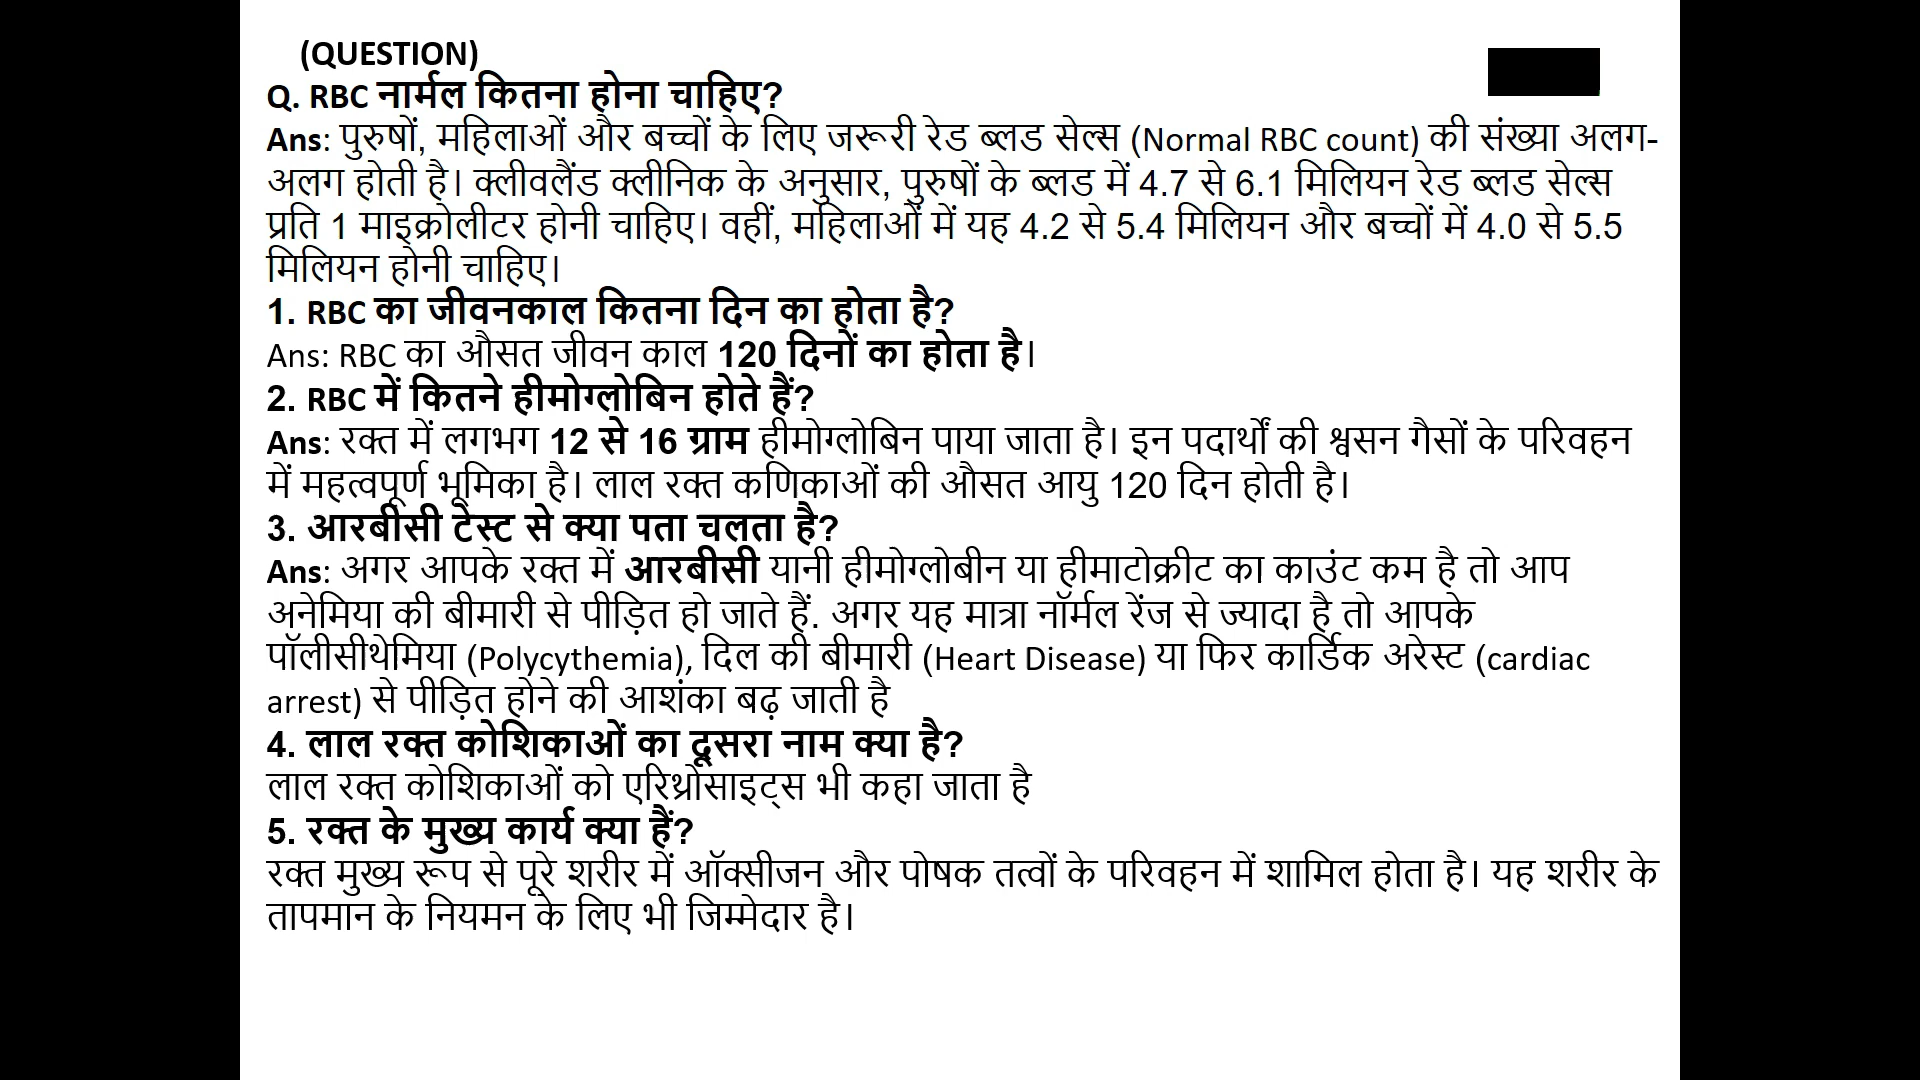 (QUESTION)
Q. RBC नार्मल कितना होना चाहिए?
Ans: पुरुषों, महिलाओं और बच्चों के लिए जरूरी रेड ब्लड सेल्स (Normal RBC count) की संख्या अलग-
अलग होती है। क्लीवलैंड क्लीनिक के अनुसार, पुरुषों के ब्लड में 4.7 से 6.1 मिलियन रेड ब्लड सेल्स
प्रति 1 माइक्रोलीटर होनी चाहिए। वहीं, महिलाओं में यह 4.2 से 5.4 मिलियन और बच्चों में 4.0 से 5.5
मिलियन होनी चाहिए।
1. RBC का जीवनकाल कितना दिन का होता है?
Ans: RBC का औसत जीवन काल 120 दिनों का होता है।
2. RBC में कितने हीमोग्लोबिन होते हैं?
Ans: रक्त में लगभग 12 से 16 ग्राम हीमोग्लोबिन पाया जाता है। इन पदार्थों की श्वसन गैसों के परिवहन
में महत्वपूर्ण भूमिका है। लाल रक्त कणिकाओं की औसत आयु 120 दिन होती है।
3. आरबीसी टेस्ट से क्या पता चलता है?
Ans: अगर आपके रक्त में आरबीसी यानी हीमोग्लोबीन या हीमाटोक्रीट का काउंट कम है तो आप
अनेमिया की बीमारी से पीड़ित हो जाते हैं. अगर यह मात्रा नॉर्मल रेंज से ज्यादा है तो आपके
पॉलीसीथेमिया (Polycythemia), दिल की बीमारी (Heart Disease) या फिर कार्डिक अरेस्ट (cardiac
arrest) से पीड़ित होने की आशंका बढ़ जाती है
4. लाल रक्त कोशिकाओं का दूसरा नाम क्या है?
लाल रक्त कोशिकाओं को एरिथ्रोसाइट्स भी कहा जाता है
5. रक्त के मुख्य कार्य क्या हैं?
रक्त मुख्य रूप से पूरे शरीर में ऑक्सीजन और पोषक तत्वों के परिवहन में शामिल होता है। यह शरीर के
तापमान के नियमन के लिए भी जिम्मेदार है।